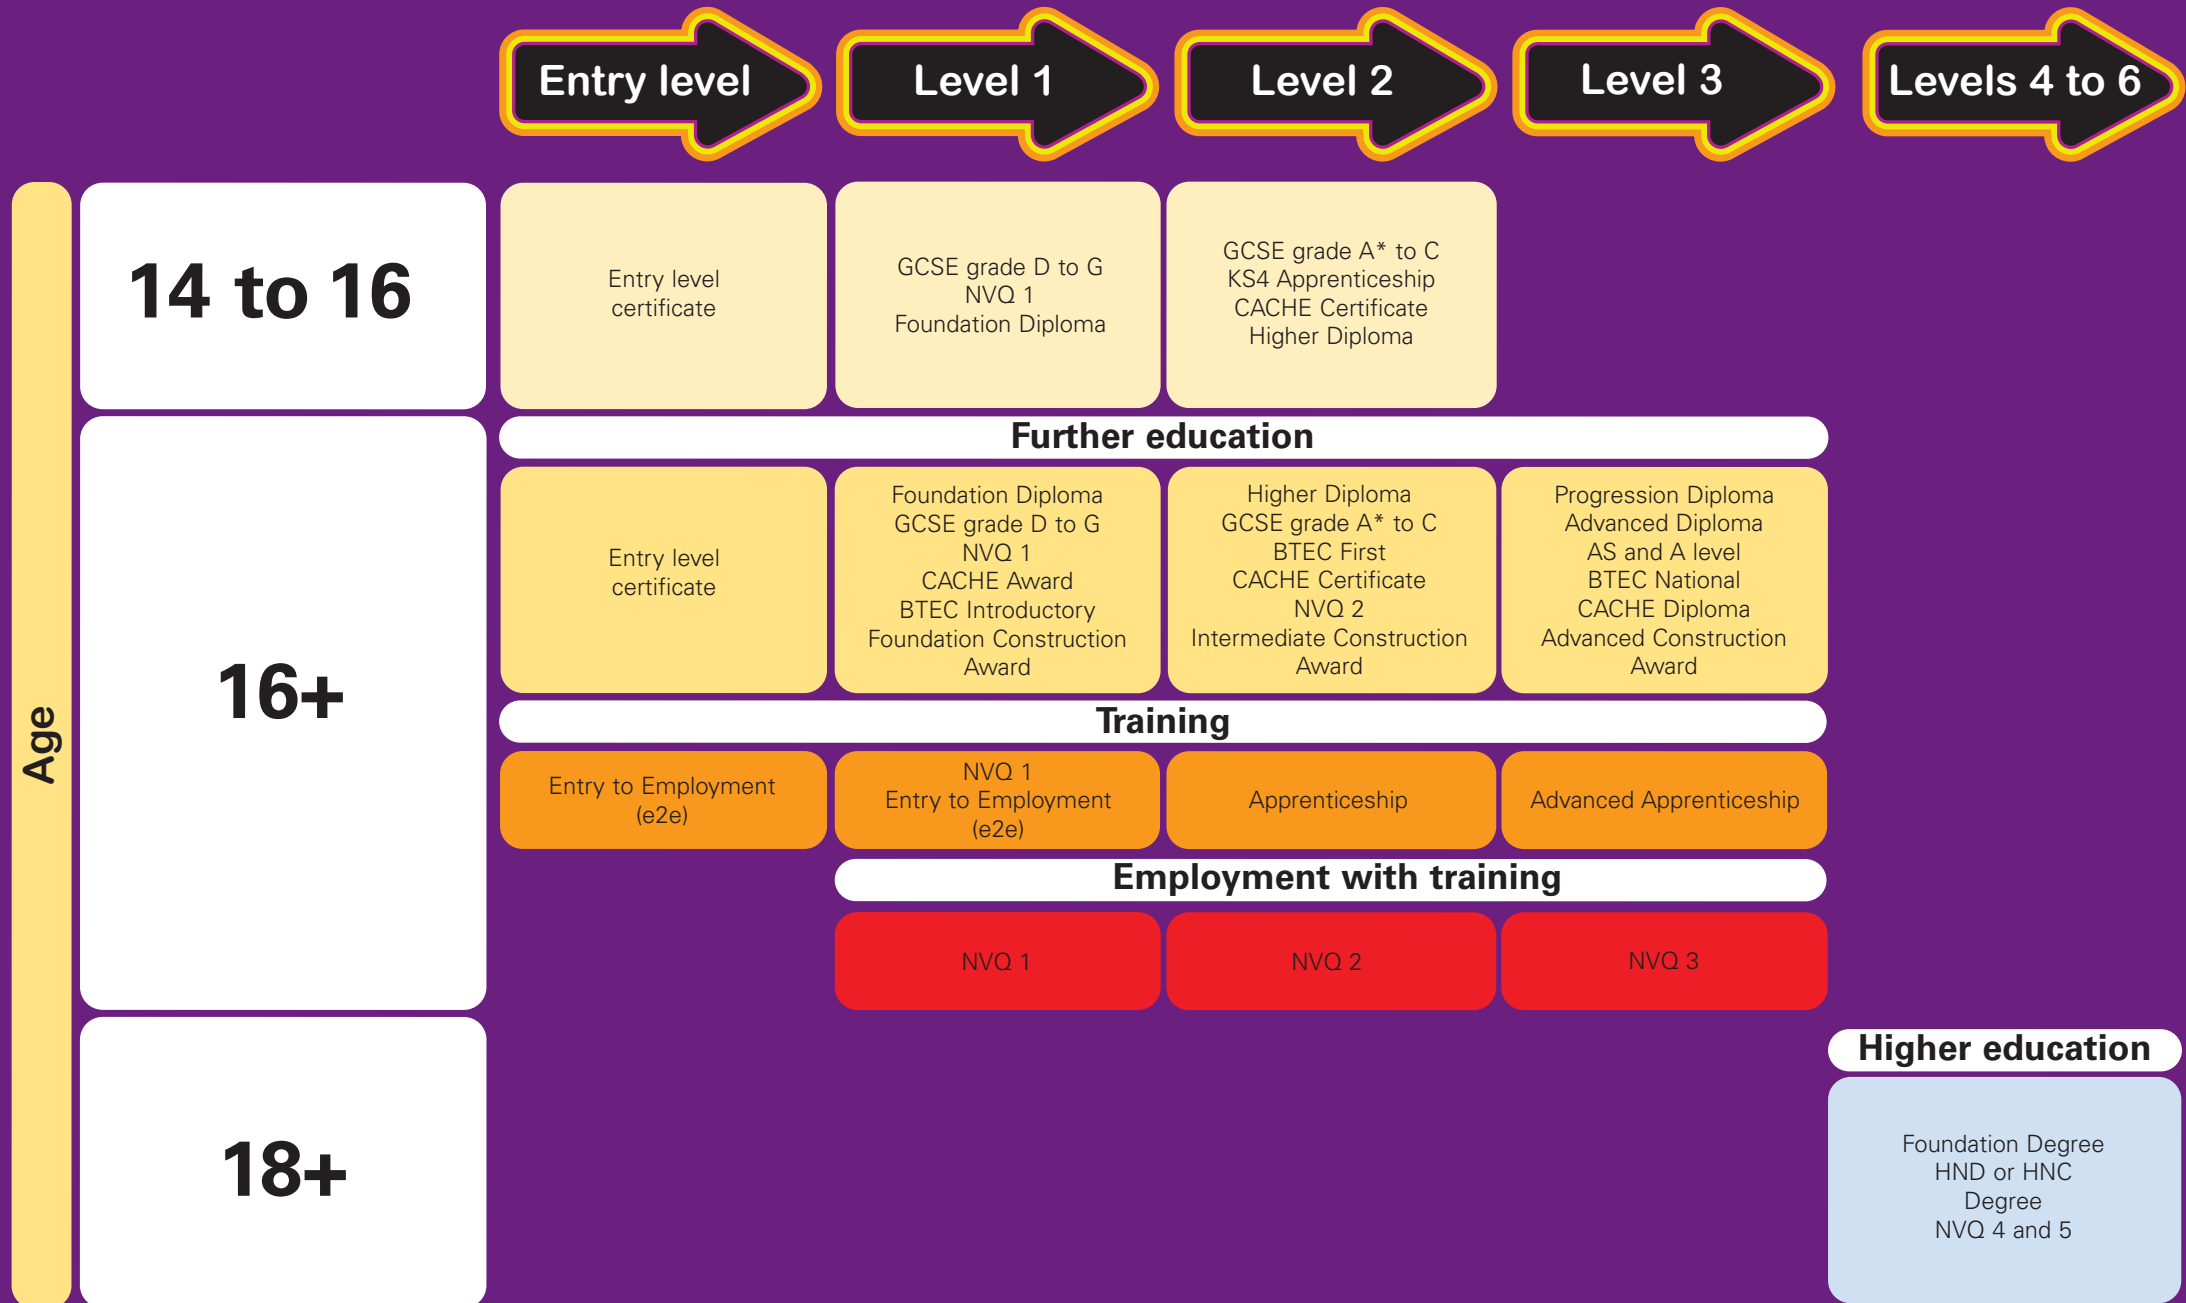 Entry level
Level 1
Level 2
Level 3
Levels 4 to 6
Age
14 to 16
Entry level
certificate
GCSE grade D to G
NVQ 1
Foundation Diploma
GCSE grade A* to C
KS4 Apprenticeship
CACHE Certificate
Higher Diploma
16+
Further education
Entry level
certificate
Foundation Diploma
GCSE grade D to G
NVQ 1
CACHE Award
BTEC Introductory
Foundation Construction
Award
Higher Diploma
GCSE grade A* to C
BTEC First
CACHE Certificate
NVQ 2
Intermediate Construction
Award
Progression Diploma
Advanced Diploma
AS and A level
BTEC National
CACHE Diploma
Advanced Construction
Award
Training
Entry to Employment
(e2e)
NVQ 1
Entry to Employment
(e2e)
Apprenticeship
Advanced Apprenticeship
Employment with training
NVQ 1
NVQ 2
NVQ 3
18+
Higher education
Foundation Degree
HND or HNC
Degree
NVQ 4 and 5